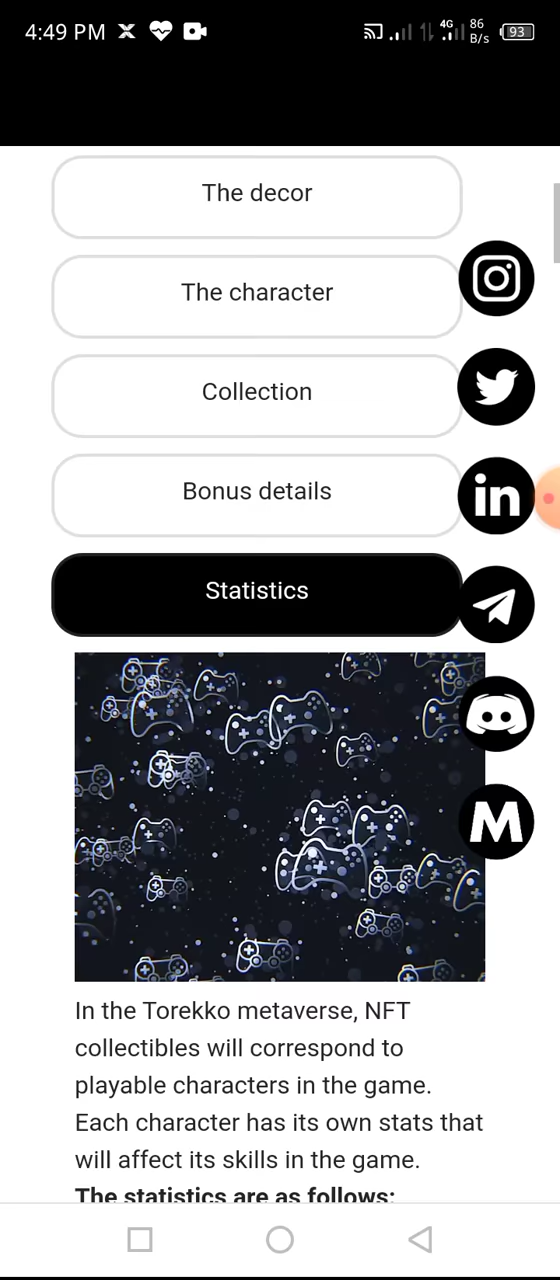 4:49 PM
4G 86 B/s 93
The decor
The character
Collection
Bonus details
Statistics
in
M
In the Torekko metaverse, NFT
collectibles will correspond to
playable characters in the game.
Each character has its own stats that
will affect its skills in the game.
The statistics are as follows: